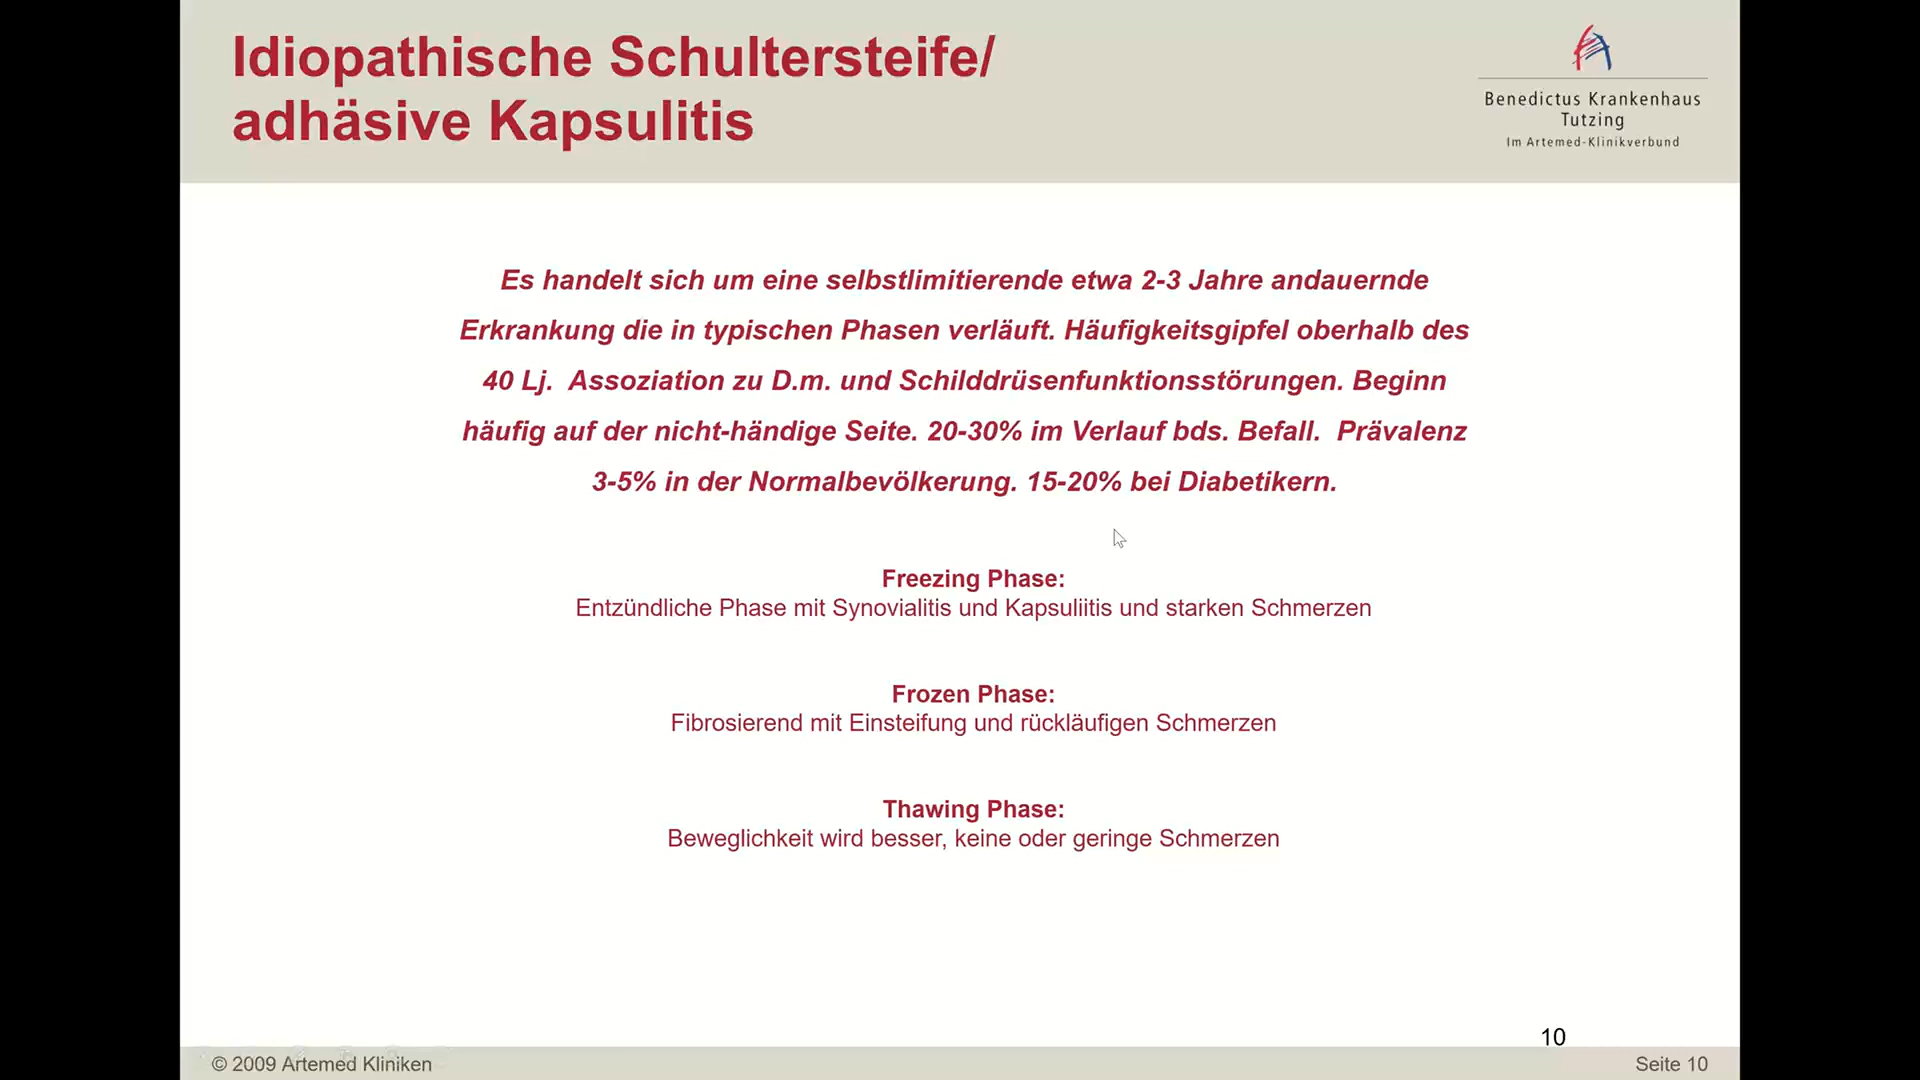 Idiopathische Schultersteife/
adhäsive Kapsulitis
Benedictus Krankenhaus
Tutzing
Im Artemed-Klinikverbund
Es handelt sich um eine selbstlimitierende etwa 2-3 Jahre andauernde
Erkrankung die in typischen Phasen verläuft. Häufigkeitsgipfel oberhalb des
40 Lj.  Assoziation zu D.m. und Schilddrüsenfunktionsstörungen. Beginn
häufig auf der nicht-händige Seite. 20-30% im Verlauf bds. Befall.  Prävalenz
3-5% in der Normalbevölkerung. 15-20% bei Diabetikern.
Freezing Phase:
Entzündliche Phase mit Synovialitis und Kapsuliitis und starken Schmerzen
Frozen Phase:
Fibrosierend mit Einsteifung und rückläufigen Schmerzen
Thawing Phase:
Beweglichkeit wird besser, keine oder geringe Schmerzen
10
© 2009 Artemed Kliniken
Seite 10